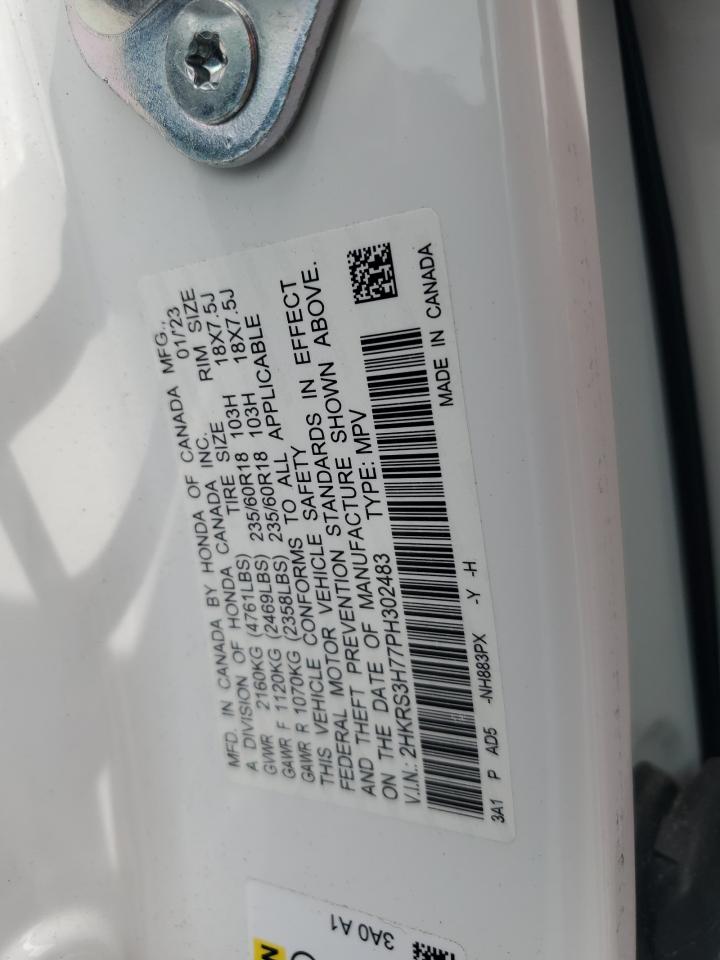 MFD. IN CANADA BY HONDA OF CANADA MFG.,
A DIVISION OF HONDA CANADA INC. 01/23
GVWR 2160KG (4761LBS) TIRE SIZE RIM SIZE
GAWR F 1120KG (2469LBS) 235/60R18 103H 18X7.5J
GAWR R 1070KG (2358LBS) 235/60R18 103H 18X7.5J
THIS VEHICLE CONFORMS TO ALL APPLICABLE
FEDERAL MOTOR VEHICLE SAFETY
AND THEFT PREVENTION STANDARDS IN EFFECT
ON THE DATE OF MANUFACTURE SHOWN ABOVE.
V.I.N.: 2HKRS3H77PH302483 TYPE: MPV
3A1 P AD5 -NH883PX -Y -H MADE IN CANADA
3A0 A1